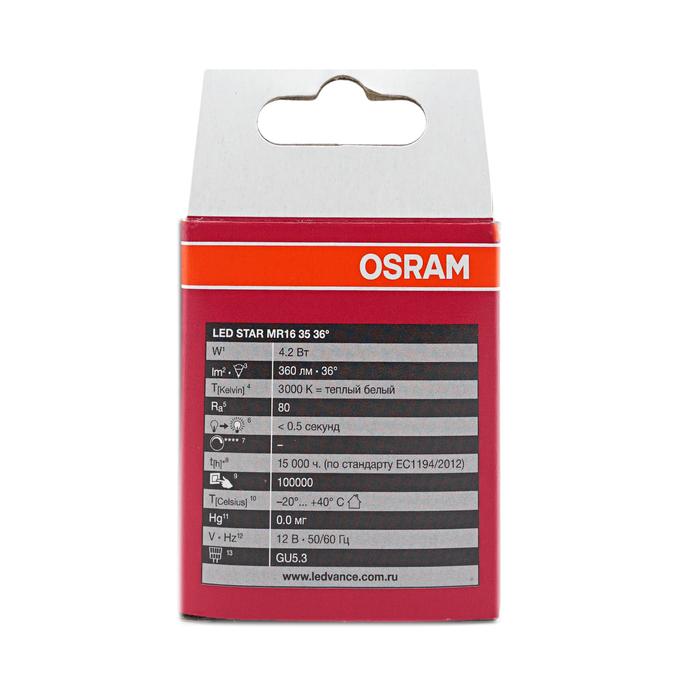 OSRAM
LED STAR MR16 35 36°
W¹ 4.2 Вт
lm²· ³ 360 лм · 36°
T[Kelvin] ⁴ 3000 K = теплый белый
Ra⁵ 80
⁶ < 0.5 секунд
**** ⁷ –
t[h]*⁸ 15 000 ч. (по стандарту EC1194/2012)
⁹ 100000
T[Celsius] ¹⁰ –20°... +40° C
Hg¹¹ 0.0 мг
V · Hz¹² 12 В · 50/60 Гц
¹³ GU5.3
www.ledvance.com.ru